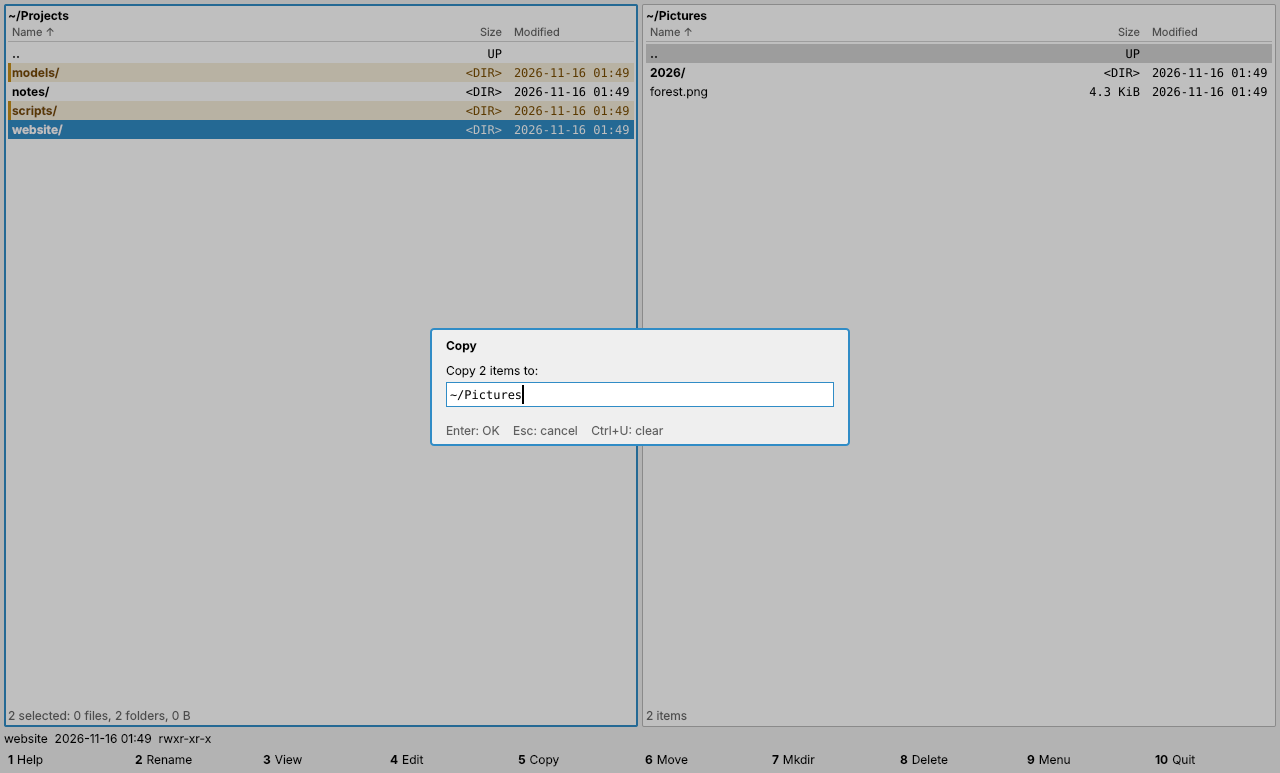 ~/Projects
Name ↑ Size Modified
.. UP
models/ <DIR> 2026-11-16 01:49
notes/ <DIR> 2026-11-16 01:49
scripts/ <DIR> 2026-11-16 01:49
website/ <DIR> 2026-11-16 01:49
2 selected: 0 files, 2 folders, 0 B
~/Pictures
Name ↑ Size Modified
.. UP
2026/ <DIR> 2026-11-16 01:49
forest.png 4.3 KiB 2026-11-16 01:49
2 items
Copy
Copy 2 items to:
~/Pictures
Enter: OK Esc: cancel Ctrl+U: clear
website 2026-11-16 01:49 rwxr-xr-x
1 Help 2 Rename 3 View 4 Edit 5 Copy 6 Move 7 Mkdir 8 Delete 9 Menu 10 Quit